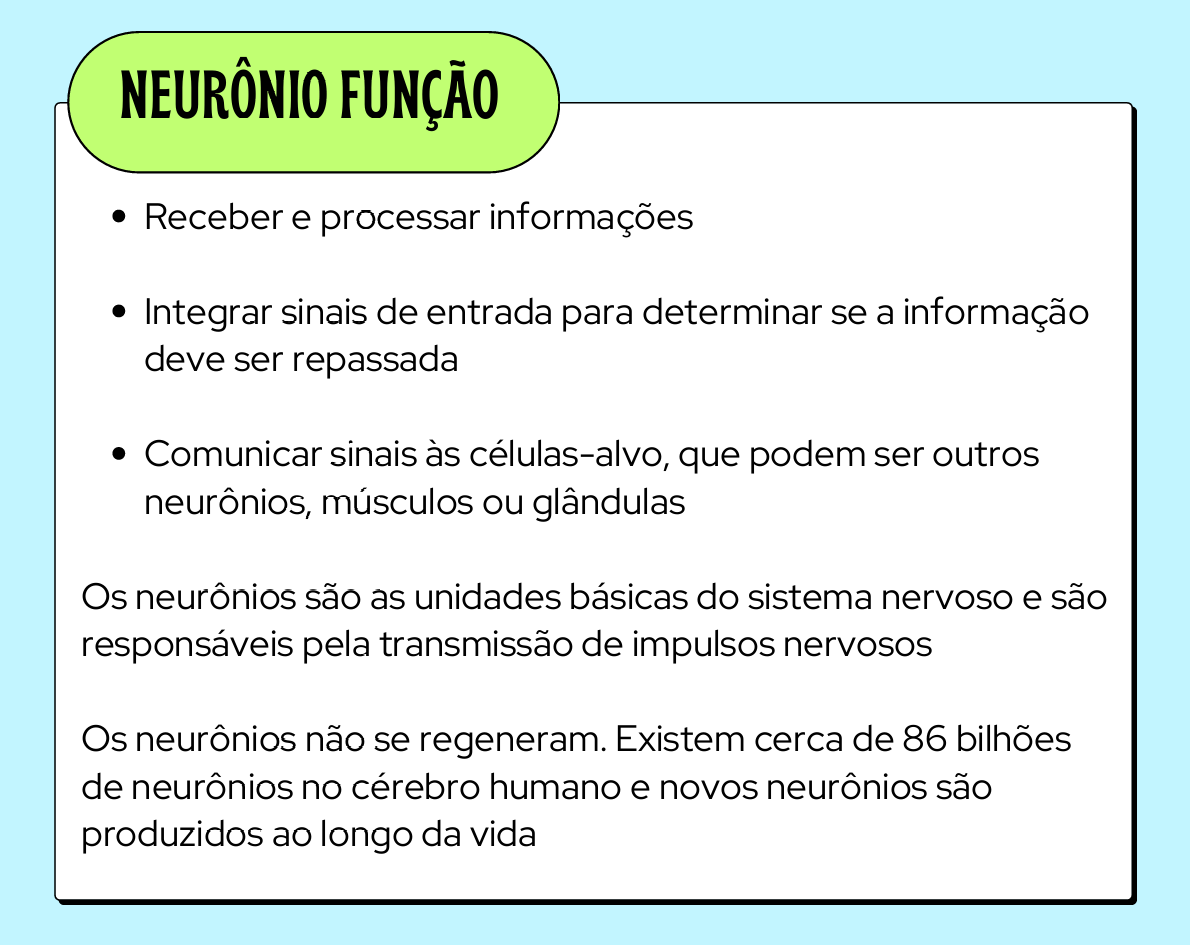 NEURÔNIO FUNÇÃO
• Receber e processar informações
• Integrar sinais de entrada para determinar se a informação
deve ser repassada
• Comunicar sinais às células-alvo, que podem ser outros
neurônios, músculos ou glândulas
Os neurônios são as unidades básicas do sistema nervoso e são
responsáveis pela transmissão de impulsos nervosos
Os neurônios não se regeneram. Existem cerca de 86 bilhões
de neurônios no cérebro humano e novos neurônios são
produzidos ao longo da vida